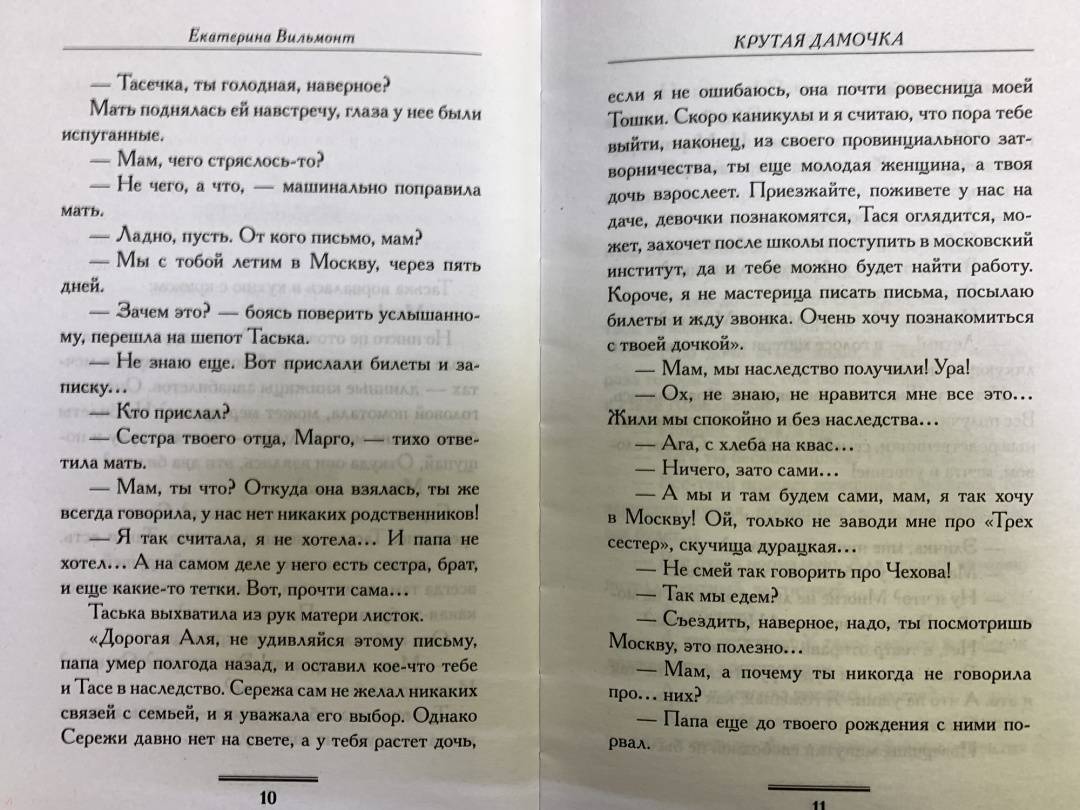 Екатерина Вильмонт
— Тасечка, ты голодная, наверное?
Мать поднялась ей навстречу, глаза у нее были
испуганные.
— Мам, чего стряслось-то?
— Не чего, а что, — машинально поправила
мать.
— Ладно, пусть. От кого письмо, мам?
— Мы с тобой летим в Москву, через пять
дней.
— Зачем это? — боясь поверить услышанно-
му, перешла на шепот Таська.
— Не знаю еще. Вот прислали билеты и за-
писку...
— Кто прислал?
— Сестра твоего отца, Марго, — тихо отве-
тила мать.
— Мам, ты что? Откуда она взялась, ты же
всегда говорила, у нас нет никаких родственников!
— Я так считала, я не хотела... И папа не
хотел... А на самом деле у него есть сестра, брат,
и еще какие-то тетки. Вот, прочти сама...
Таська выхватила из рук матери листок.
«Дорогая Аля, не удивляйся этому письму,
папа умер полгода назад, и оставил кое-что тебе
и Тасе в наследство. Сережа сам не желал никаких
связей с семьей, и я уважала его выбор. Однако
Сережи давно нет на свете, а у тебя растет дочь,
10
КРУТАЯ ДАМОЧКА
если я не ошибаюсь, она почти ровесница моей
Тошки. Скоро каникулы и я считаю, что пора тебе
выйти, наконец, из своего провинциального зат-
ворничества, ты еще молодая женщина, а твоя
дочь взрослеет. Приезжайте, поживете у нас на
даче, девочки познакомятся, Тася оглядится, мо-
жет, захочет после школы поступить в московский
институт, да и тебе можно будет найти работу.
Короче, я не мастерица писать письма, посылаю
билеты и жду звонка. Очень хочу познакомиться
с твоей дочкой».
— Мам, мы наследство получили! Ура!
— Ох, не знаю, не нравится мне все это...
Жили мы спокойно и без наследства...
— Ага, с хлеба на квас...
— Ничего, зато сами...
— А мы и там будем сами, мам, я так хочу
в Москву! Ой, только не заводи мне про «Трех
сестер», скучища дурацкая...
— Не смей так говорить про Чехова!
— Так мы едем?
— Съездить, наверное, надо, ты посмотришь
Москву, это полезно...
— Мам, а почему ты никогда не говорила
про... них?
— Папа еще до твоего рождения с ними по-
рвал.
11